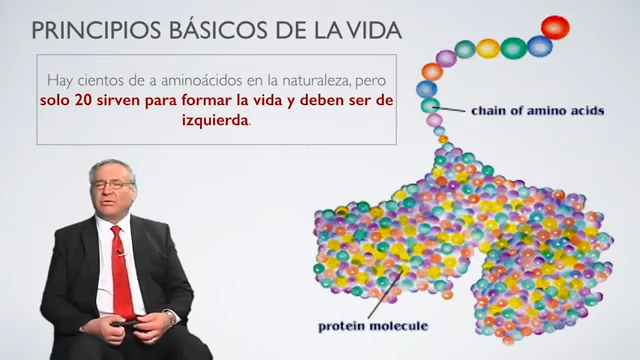 PRINCIPIOS BÁSICOS DE LA VIDA
Hay cientos de a aminoácidos en la naturaleza, pero
solo 20 sirven para formar la vida y deben ser de
izquierda.
chain of amino acids
protein molecule